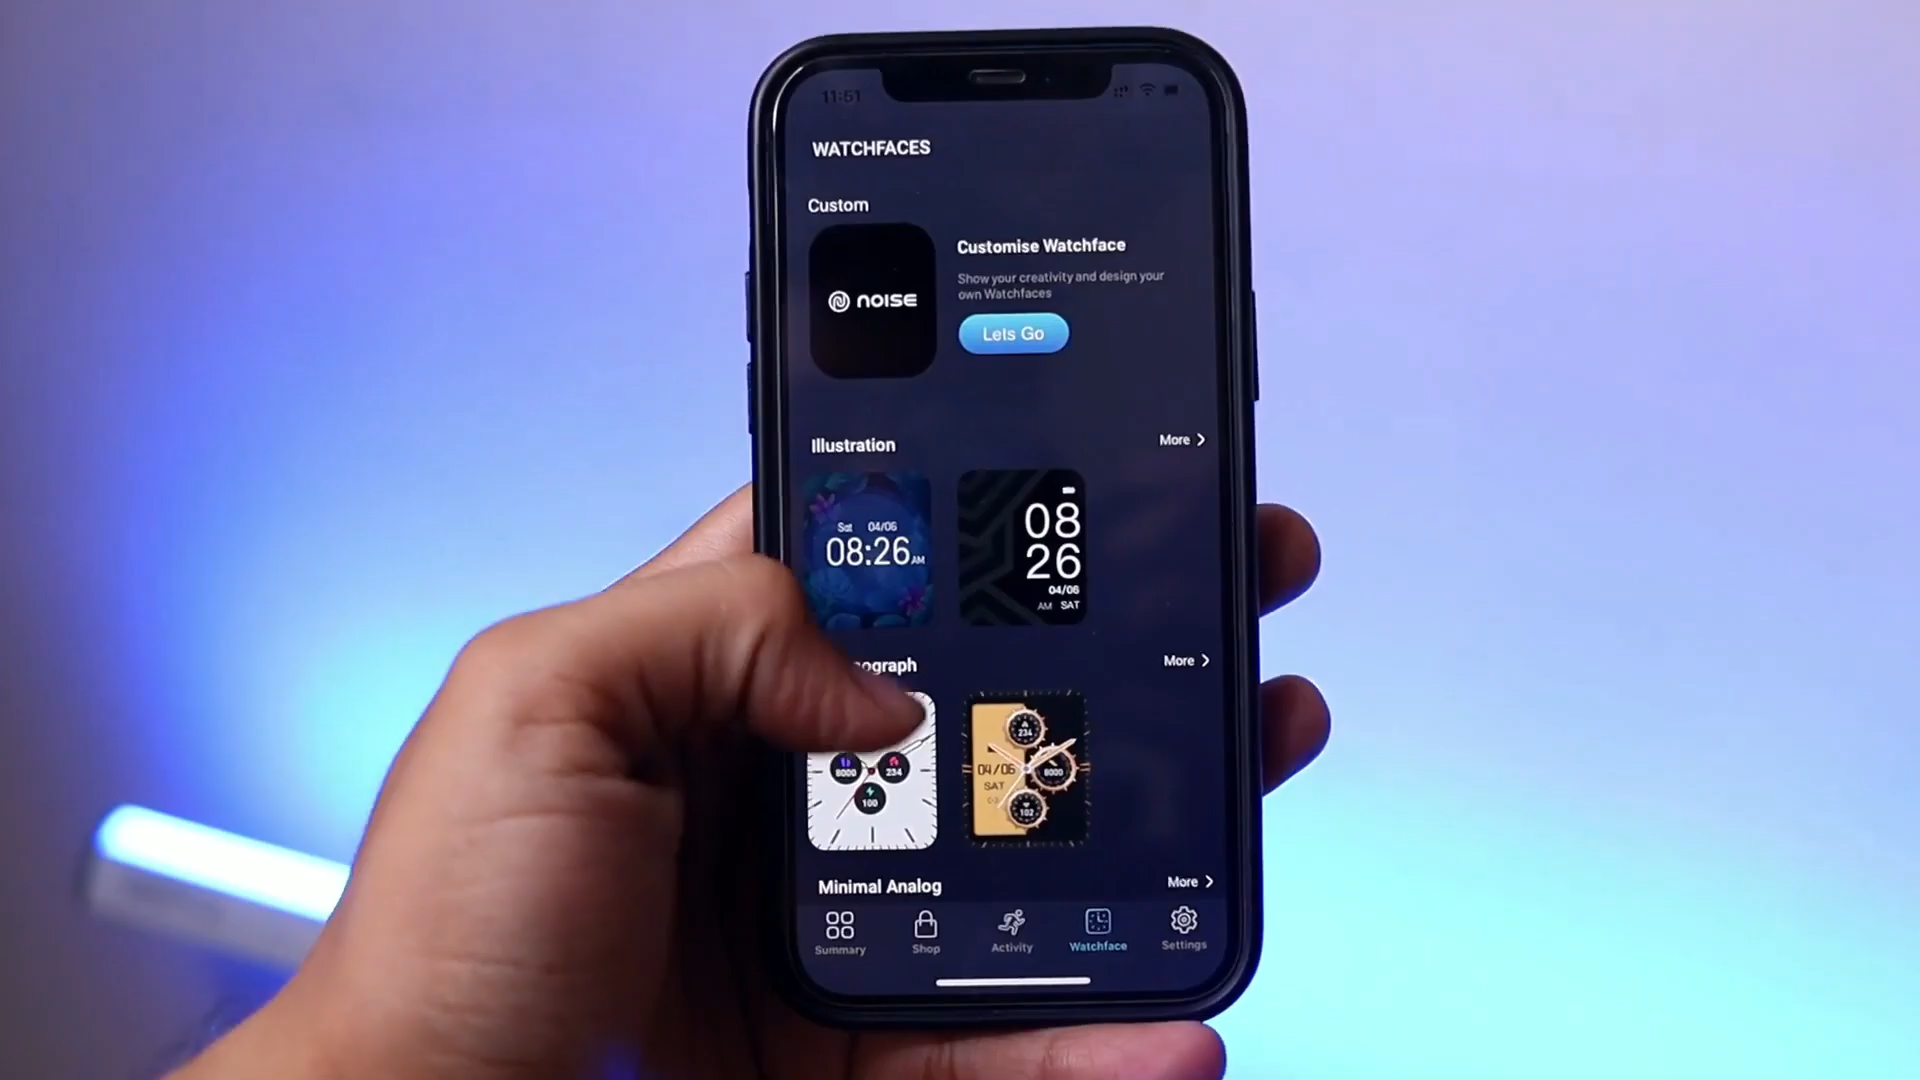 11:51
WATCHFACES
Custom
NOISE
Customise Watchface
Show your creativity and design your
own Watchfaces
Lets Go
Illustration
More
Sat 04/06
08:26 AM
08
26
04/06
AM SAT
nograph
More
8000
234
100
234
04/06
8000
SAT
102
Minimal Analog
More
Summary
Shop
Activity
Watchface
Settings